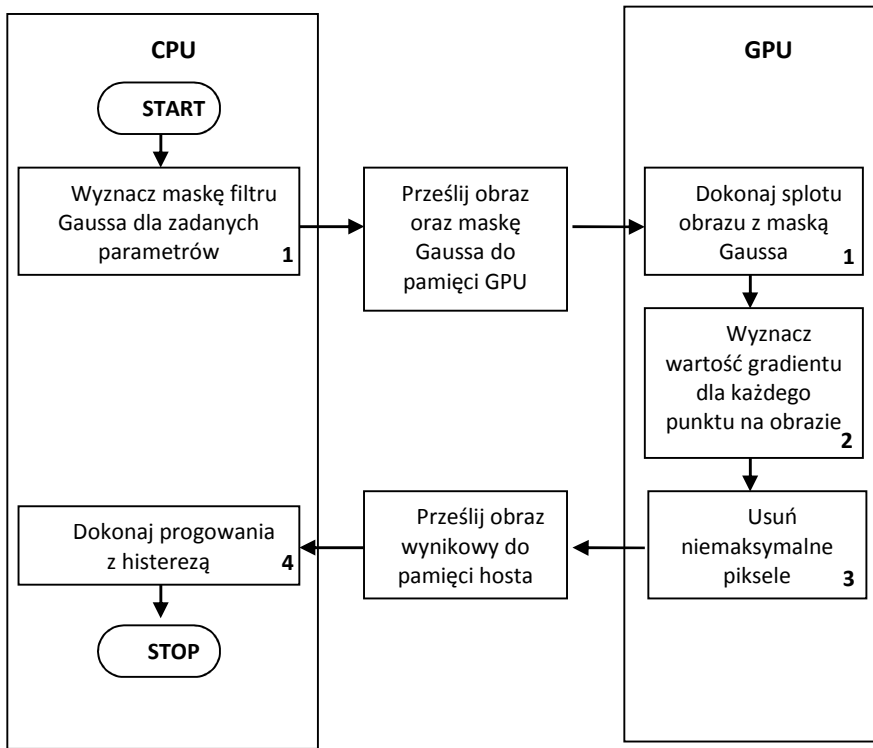 CPU
START
Wyznacz maskę filtru
Gaussa dla zadanych
parametrów
1
Prześlij obraz
oraz maskę
Gaussa do
pamięci GPU
GPU
Dokonaj splotu
obrazu z maską
Gaussa
1
Wyznacz
wartość gradientu
dla każdego
punktu na obrazie
2
Usuń
niemaksymalne
piksele
3
Prześlij obraz
wynikowy do
pamięci hosta
Dokonaj progowania
z histerezą
4
STOP